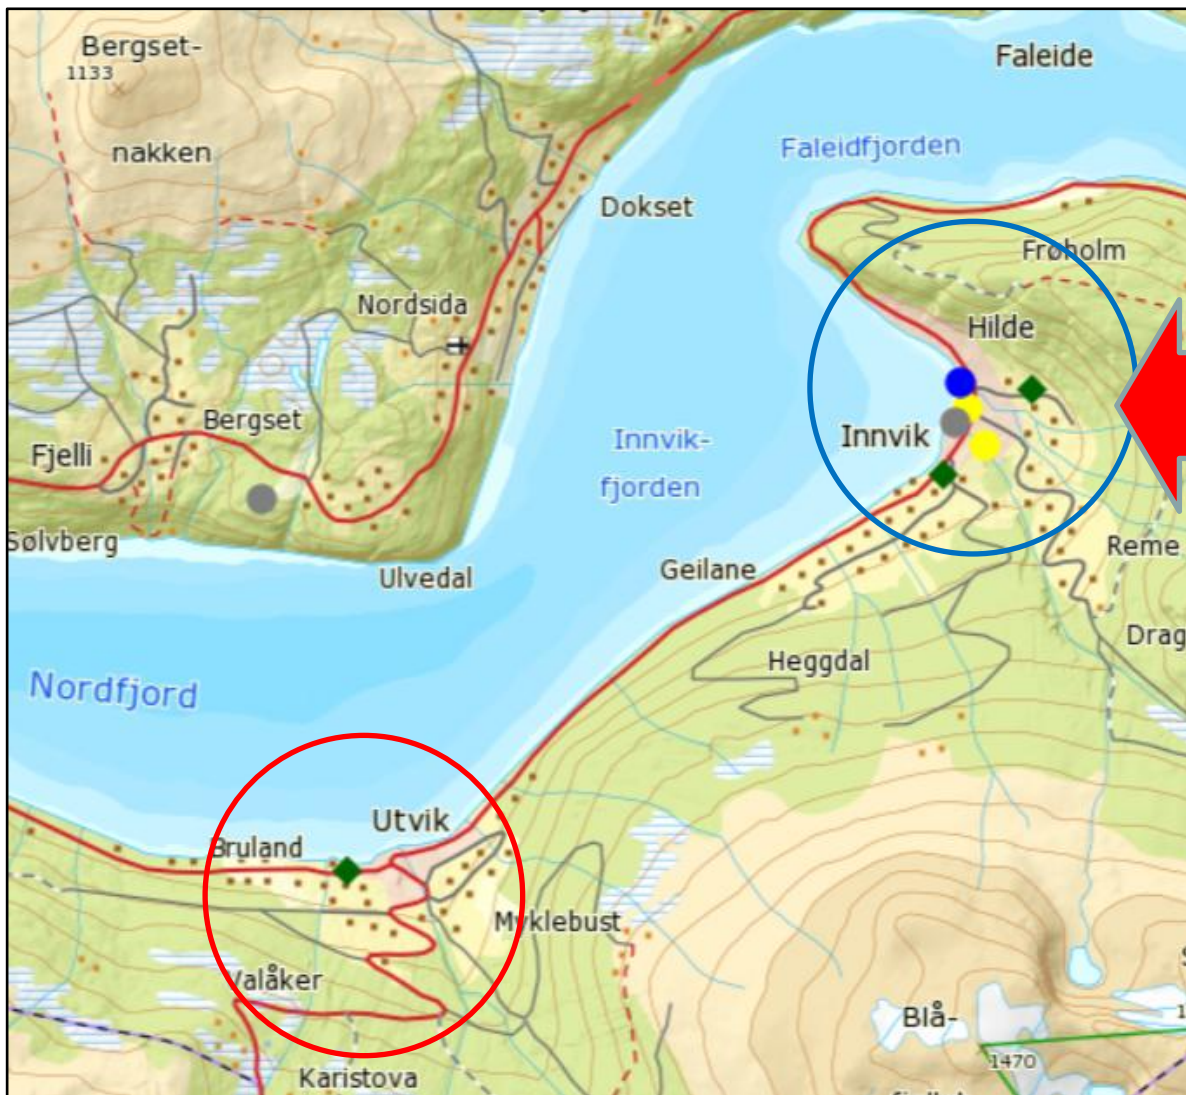 Bergset-
1133
nakken
Faleide
Faleidfjorden
Dokset
Frøholm
Nordsida
Hilde
Bergset
Innvik-
fjorden
Innvik
Fjelli
Sølvberg
Ulvedal
Geilane
Reme
Drag
Heggdal
Nordfjord
Utvik
Bruland
Myklebust
Valåker
Blå-
1470
Karistova